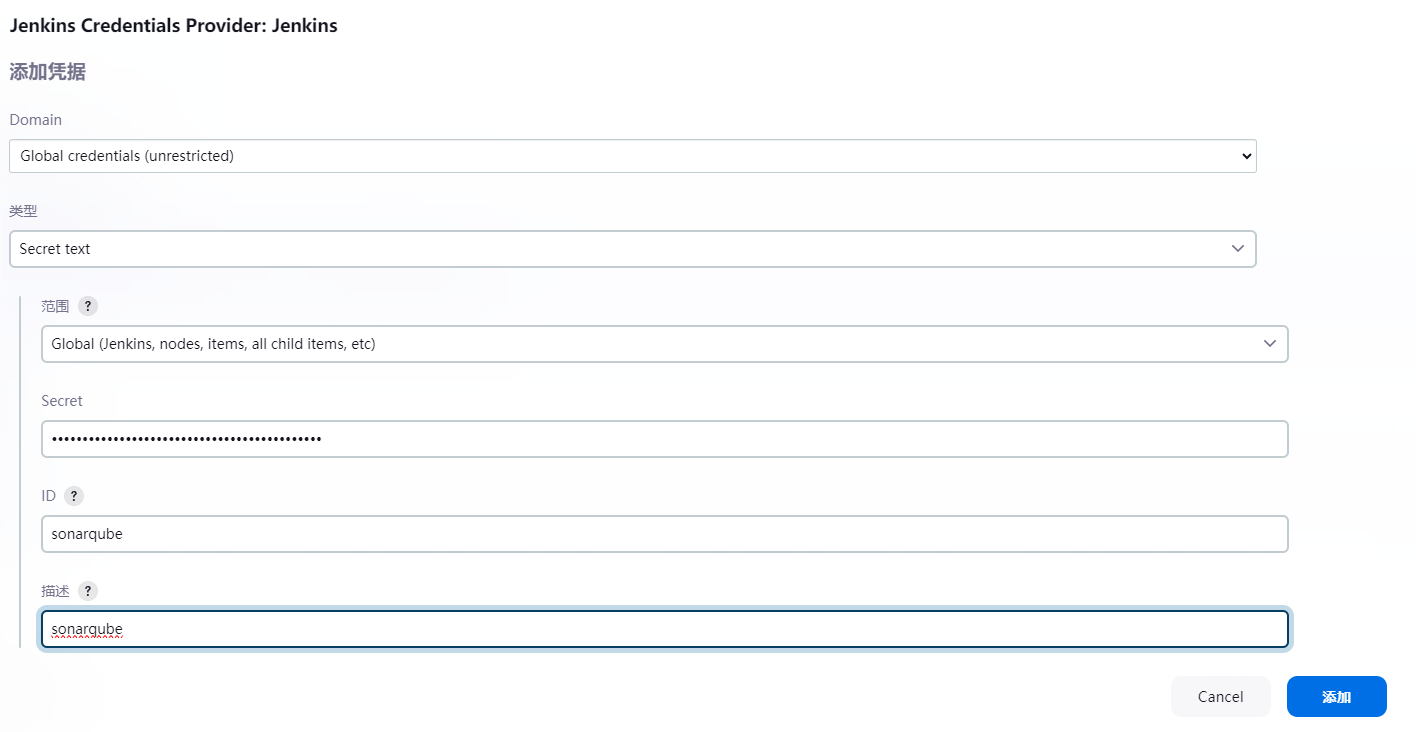 Jenkins Credentials Provider: Jenkins
添加凭据
Domain
Global credentials (unrestricted)
类型
Secret text
范围 ?
Global (Jenkins, nodes, items, all child items, etc)
Secret
••••••••••••••••••••••••••••••••••••••••••••
ID ?
sonarqube
描述 ?
sonarqube
Cancel 添加